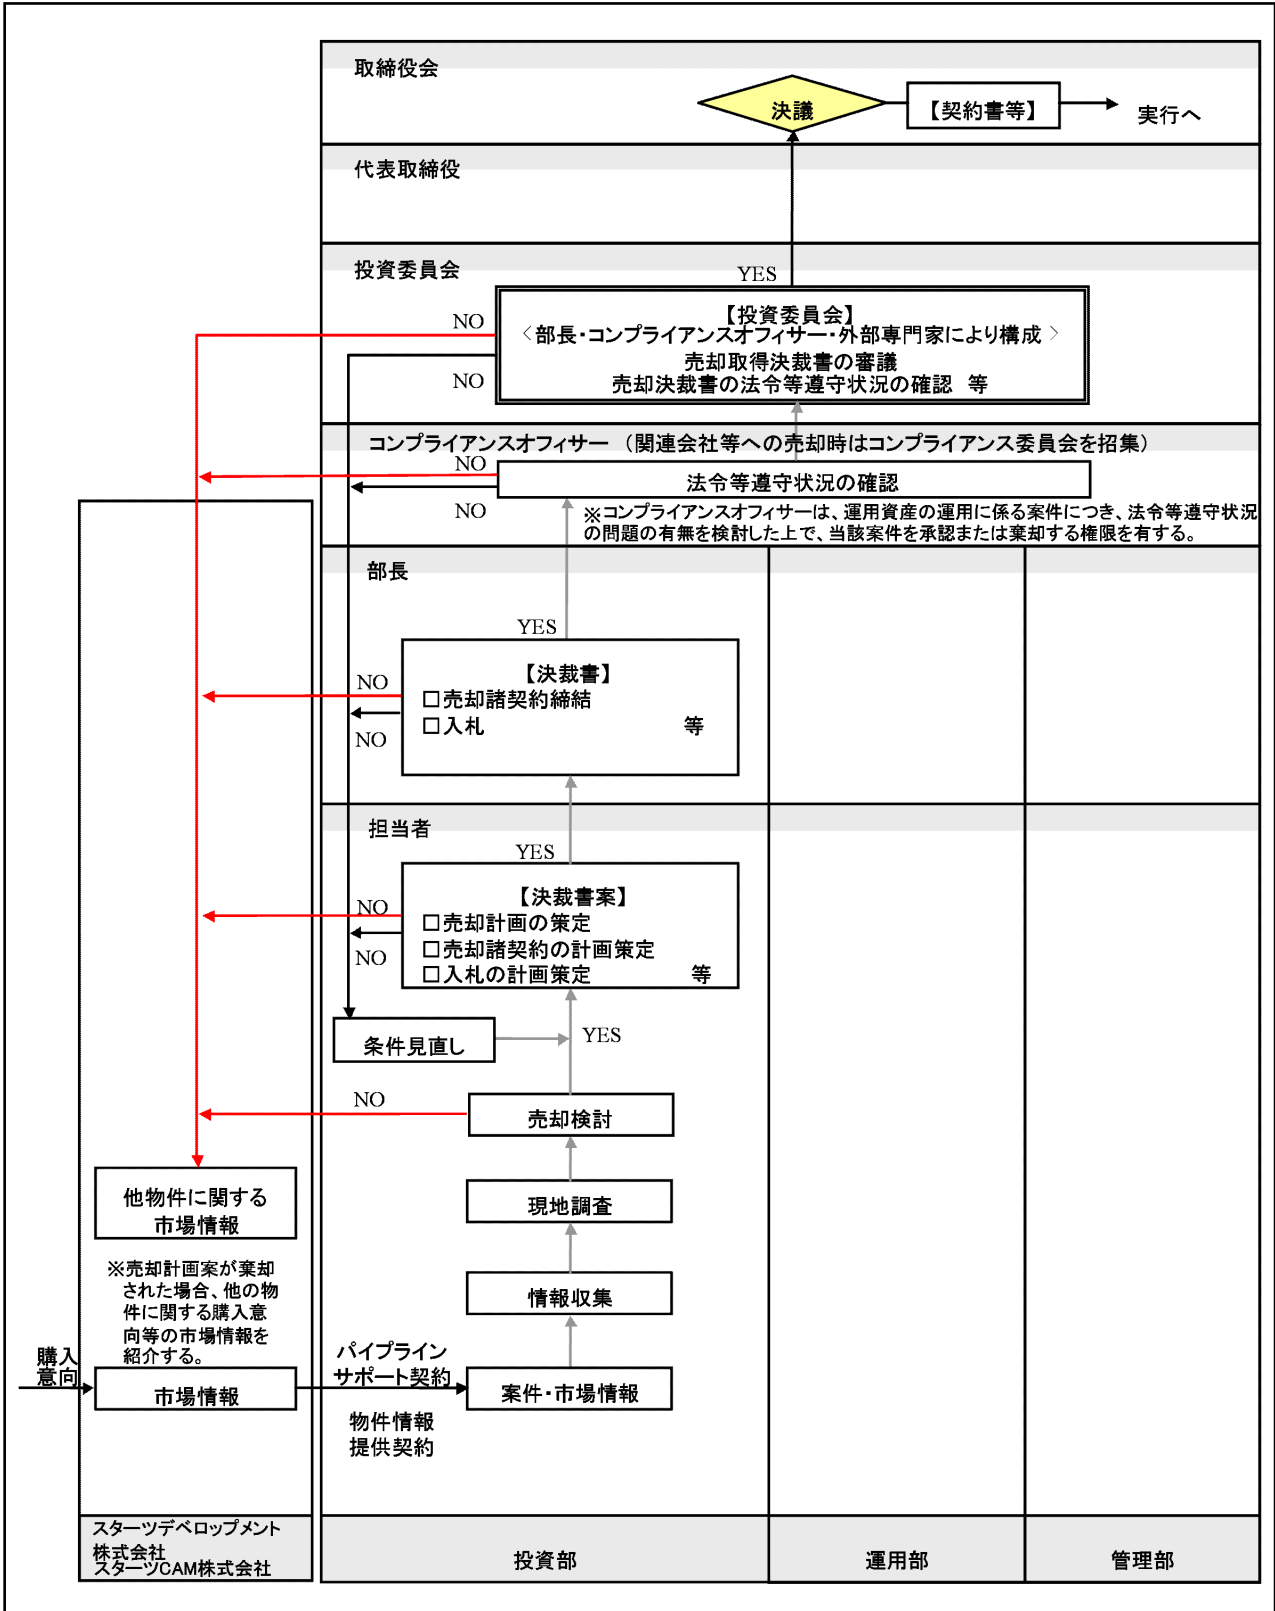 取締役会
決議
【契約書等】
実行へ
代表取締役
投資委員会
YES
【投資委員会】
〈部長・コンプライアンスオフィサー・外部専門家により構成〉
売却取得決裁書の審議
売却決裁書の法令等遵守状況の確認 等
NO
NO
コンプライアンスオフィサー （関連会社等への売却時はコンプライアンス委員会を招集）
NO
法令等遵守状況の確認
NO
※コンプライアンスオフィサーは、運用資産の運用に係る案件につき、法令等遵守状況
の問題の有無を検討した上で、当該案件を承認または棄却する権限を有する。
部長
YES
【決裁書】
□売却諸契約締結
□入札 等
NO
NO
担当者
YES
【決裁書案】
□売却計画の策定
□売却諸契約の計画策定
□入札の計画策定 等
NO
NO
条件見直し
YES
NO
売却検討
現地調査
情報収集
案件・市場情報
他物件に関する
市場情報
※売却計画案が棄却
された場合、他の物
件に関する購入意
向等の市場情報を
紹介する。
購入
意向
市場情報
パイプライン
サポート契約
物件情報
提供契約
スターツデベロップメント
株式会社
スターツCAM株式会社
投資部
運用部
管理部